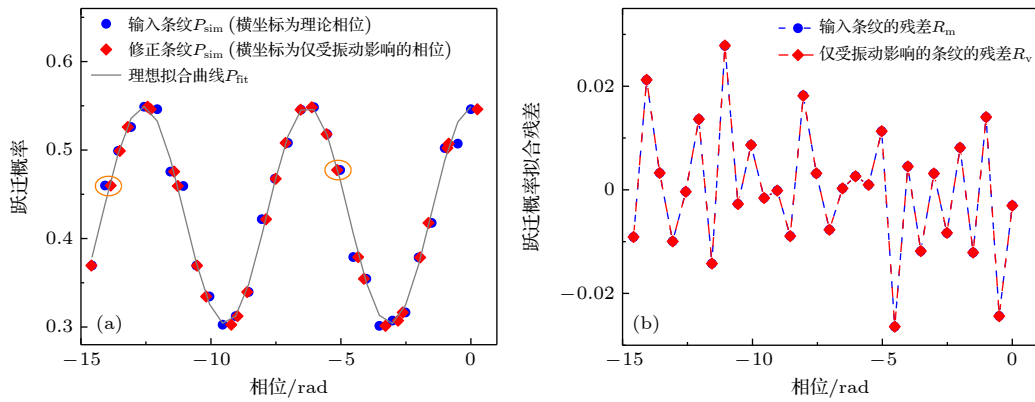 0.6
0.5
0.4
0.3
跃迁概率
输入条纹Psim (横坐标为理论相位)
修正条纹Psim (横坐标为仅受振动影响的相位)
理想拟合曲线Pfit
(a)
−15
−10
−5
0
相位/rad
0.02
0
−0.02
跃迁概率拟合残差
输入条纹的残差Rm
仅受振动影响的条纹的残差Rv
(b)
−15
−10
−5
0
相位/rad